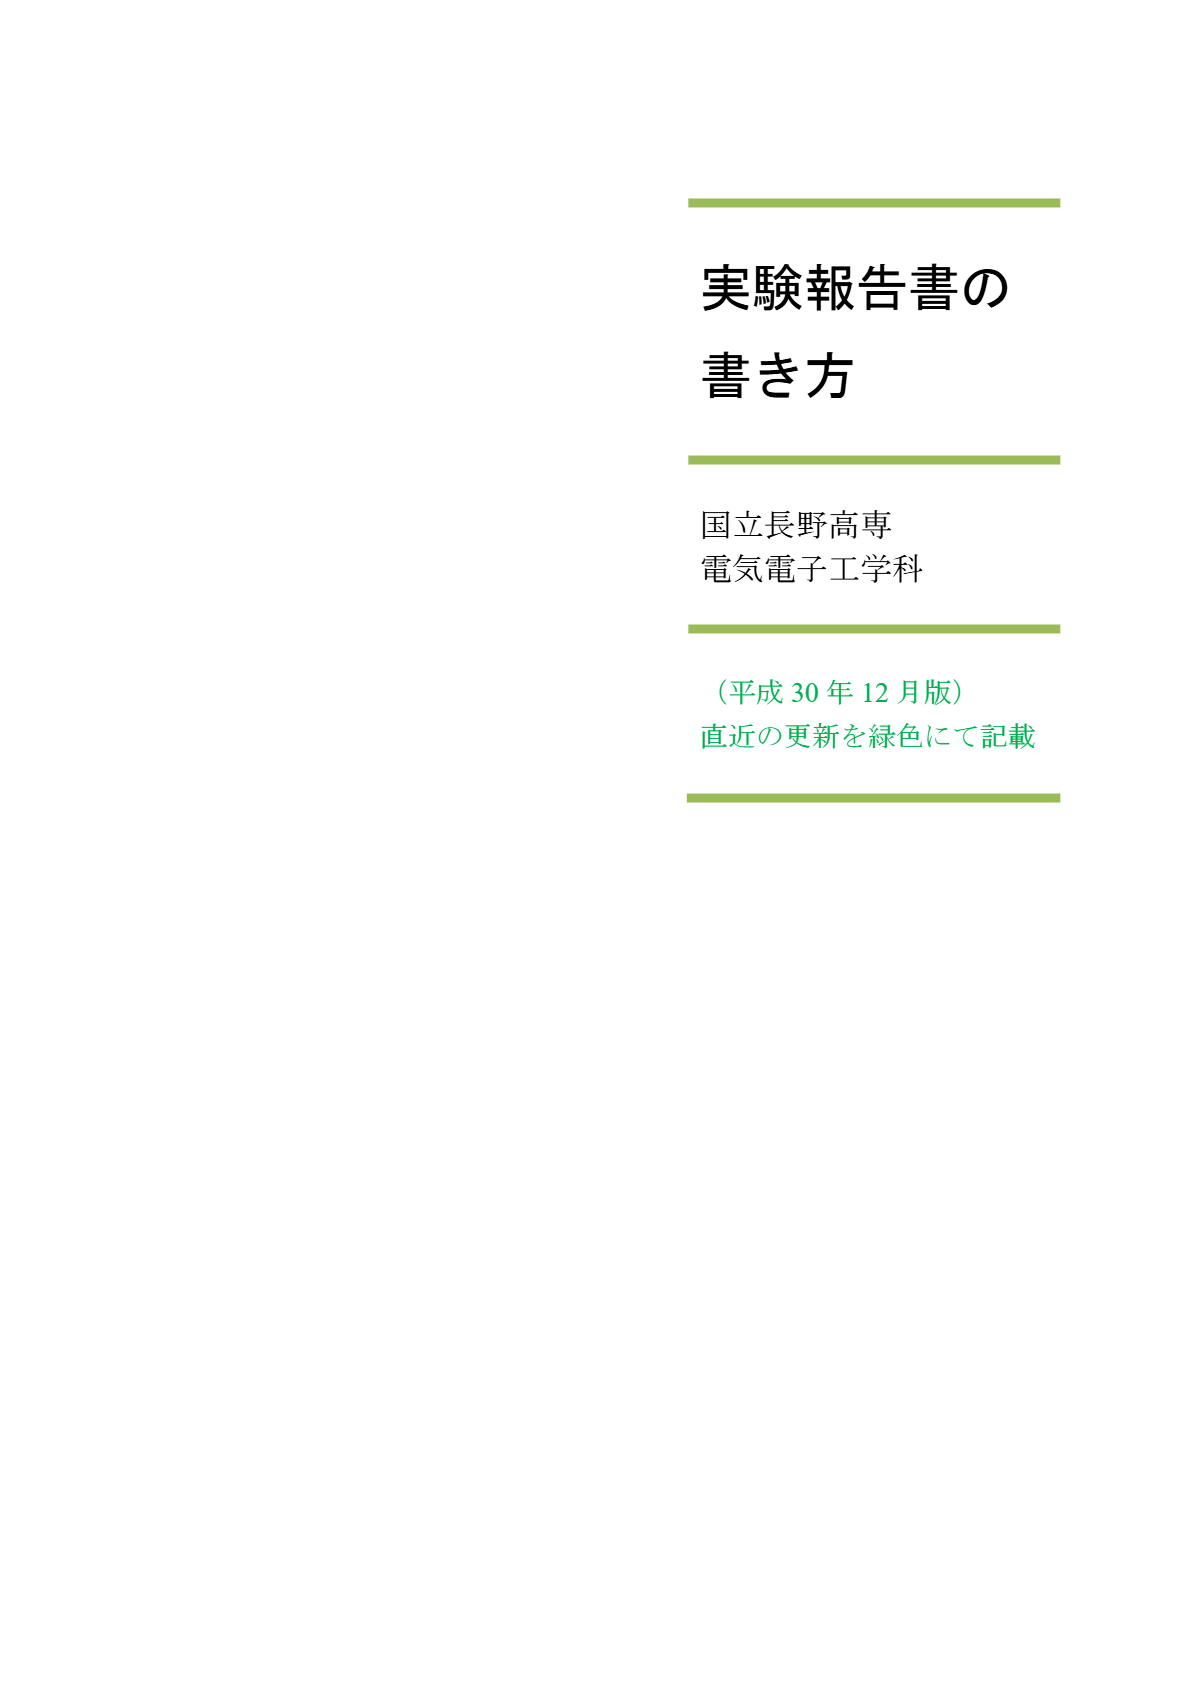 実験報告書の
書き方
国立長野高専
電気電子工学科
（平成 30 年 12 月版）
直近の更新を緑色にて記載